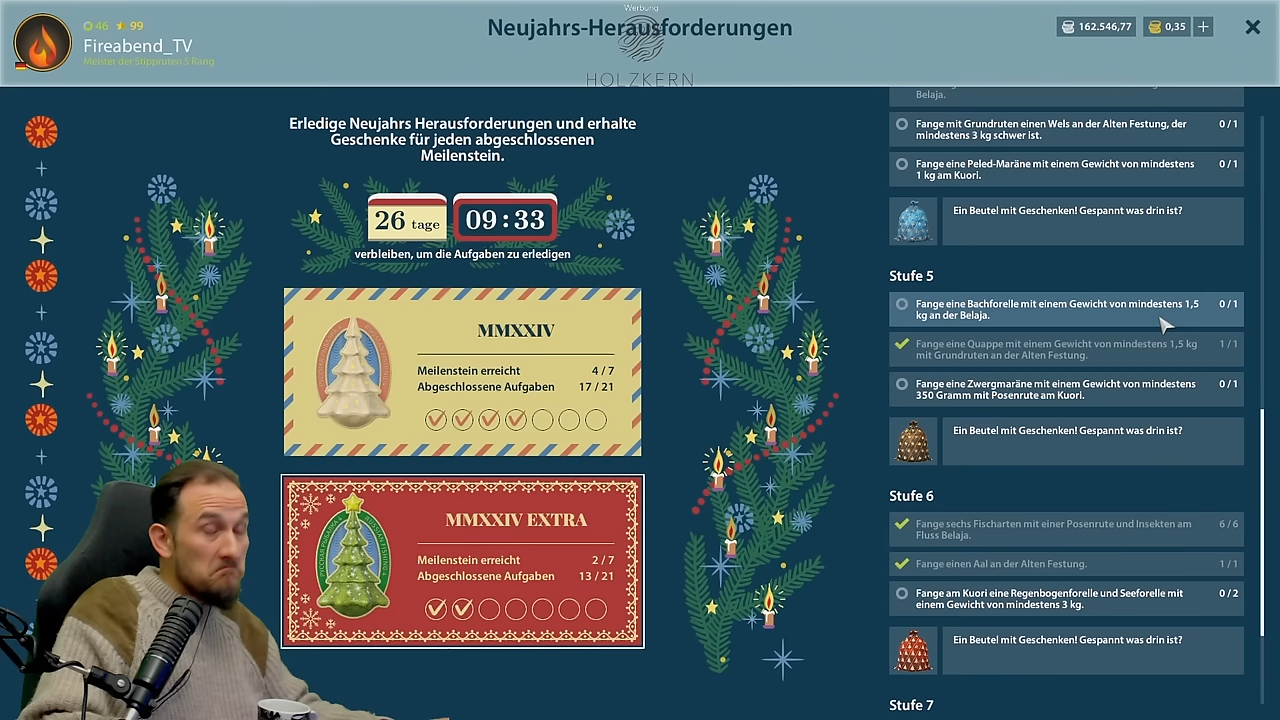 Werbung
46 99
Neujahrs-Herausforderungen
162.546,77
0,35
Fireabend_TV
Meister der Stippruten 5 Rang
HOLZKERN
Erledige Neujahrs Herausforderungen und erhalte
Geschenke für jeden abgeschlossenen
Meilenstein.
26 tage
09:33
verbleiben, um die Aufgaben zu erledigen
MMXXIV
Meilenstein erreicht 4 / 7
Abgeschlossene Aufgaben 17 / 21
MMXXIV EXTRA
Meilenstein erreicht 2 / 7
Abgeschlossene Aufgaben 13 / 21
Belaja.
Fange mit Grundruten einen Wels an der Alten Festung, der 0 / 1
mindestens 3 kg schwer ist.
Fange eine Peled-Maräne mit einem Gewicht von mindestens 0 / 1
1 kg am Kuori.
Ein Beutel mit Geschenken! Gespannt was drin ist?
Stufe 5
Fange eine Bachforelle mit einem Gewicht von mindestens 1,5 0 / 1
kg an der Belaja.
Fange eine Quappe mit einem Gewicht von mindestens 1,5 kg 1 / 1
mit Grundruten an der Alten Festung.
Fange eine Zwergmaräne mit einem Gewicht von mindestens 0 / 1
350 Gramm mit Posenrute am Kuori.
Ein Beutel mit Geschenken! Gespannt was drin ist?
Stufe 6
Fange sechs Fischarten mit einer Posenrute und Insekten am 6 / 6
Fluss Belaja.
Fange einen Aal an der Alten Festung. 1 / 1
Fange am Kuori eine Regenbogenforelle und Seeforelle mit 0 / 2
einem Gewicht von mindestens 3 kg.
Ein Beutel mit Geschenken! Gespannt was drin ist?
Stufe 7